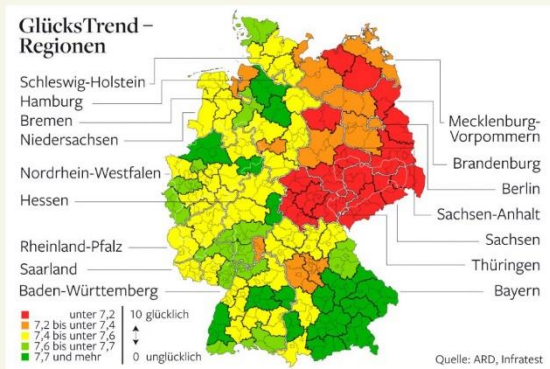 GlücksTrend –
Regionen
Schleswig-Holstein
Hamburg
Bremen
Niedersachsen
Nordrhein-Westfalen
Hessen
Rheinland-Pfalz
Saarland
Baden-Württemberg
Mecklenburg-
Vorpommern
Brandenburg
Berlin
Sachsen-Anhalt
Sachsen
Thüringen
Bayern
unter 7,2
7,2 bis unter 7,4
7,4 bis unter 7,6
7,6 bis unter 7,7
7,7 und mehr
10 glücklich
0 unglücklich
Quelle: ARD, Infratest